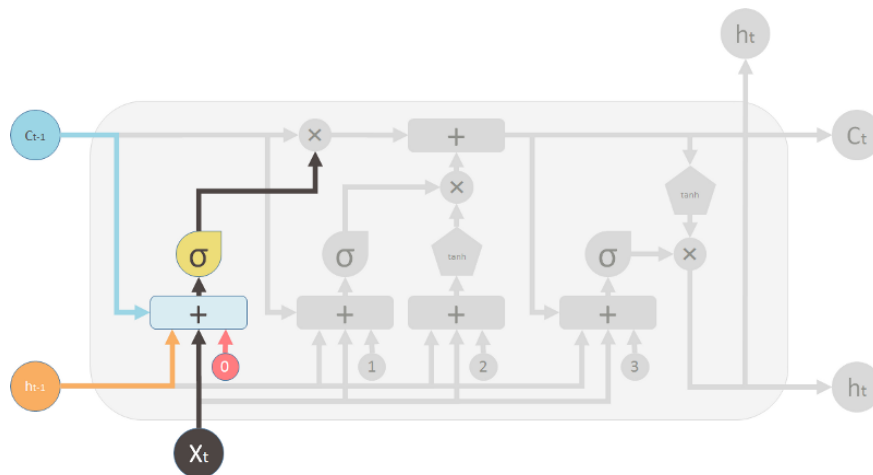 ht
Ct-1
×
+
Ct
×
tanh
σ
σ
tanh
σ
×
+
+
+
+
ht-1
0
1
2
3
ht
Xt